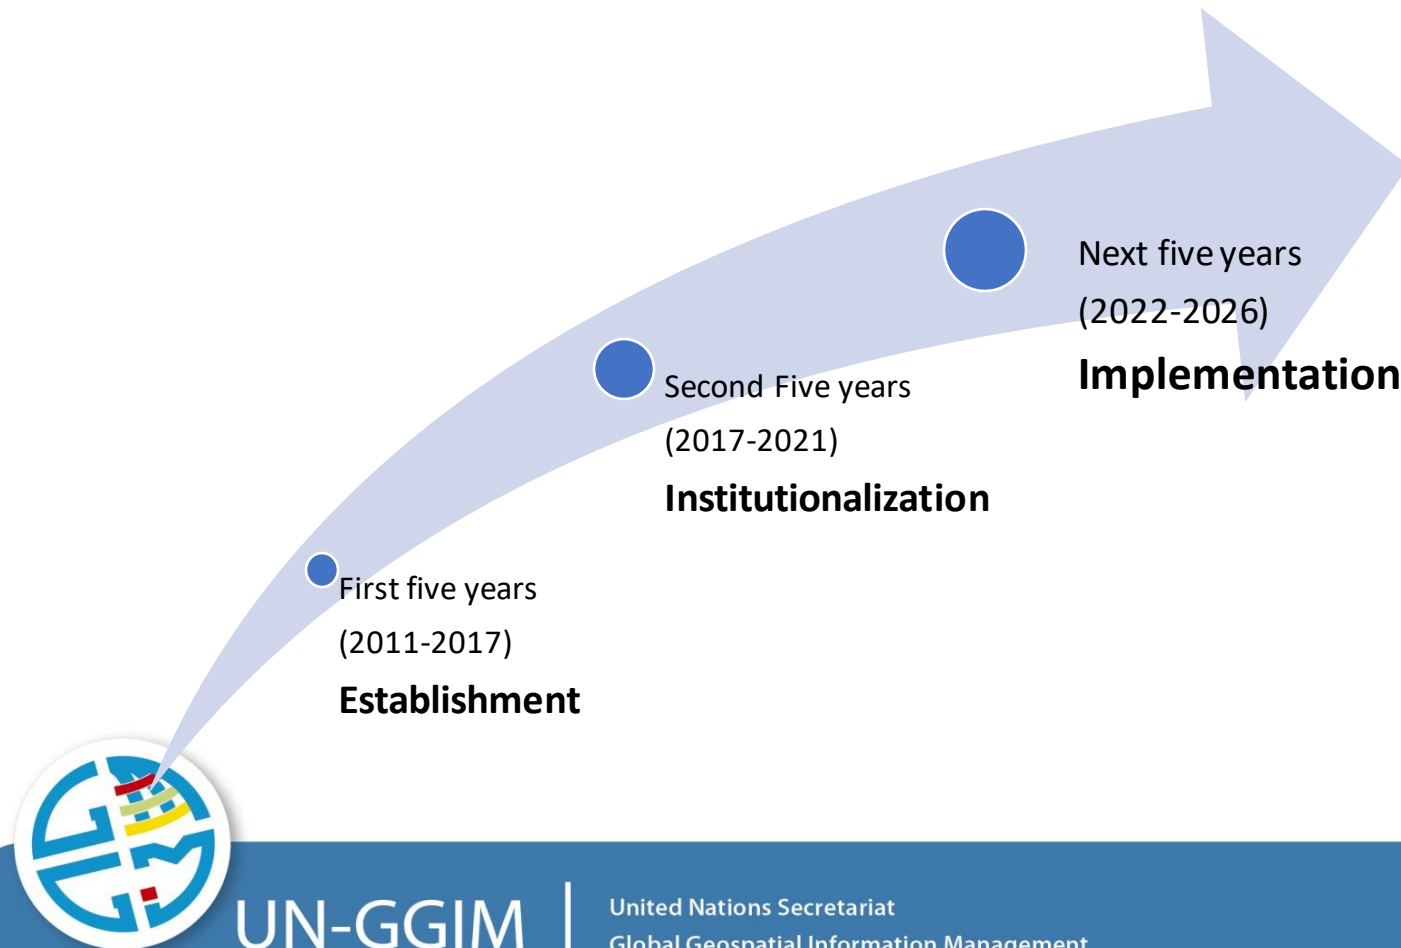 Next five years
(2022-2026)
Implementation
Second Five years
(2017-2021)
Institutionalization
First five years
(2011-2017)
Establishment
UN-GGIM
United Nations Secretariat
Global Geospatial Information Management